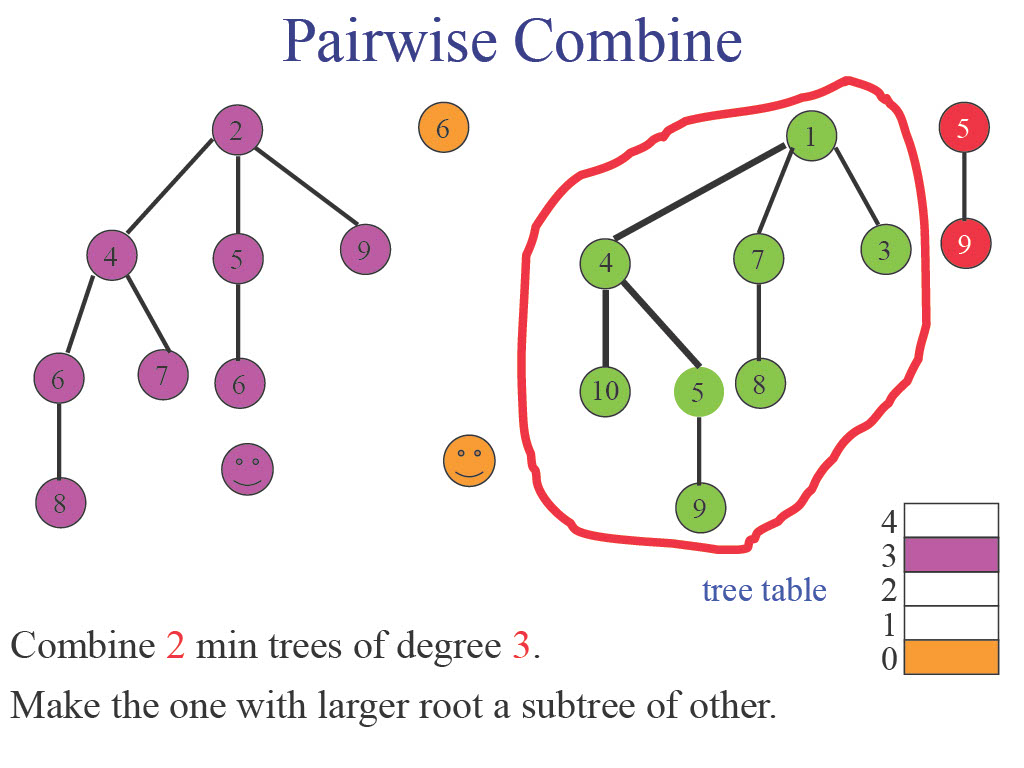 Pairwise Combine
2 6 1 5
4 5 9 4 7 3 9
6 7 6 10 5 8
8 9
4
3
2
1
0
tree table
Combine 2 min trees of degree 3.
Make the one with larger root a subtree of other.